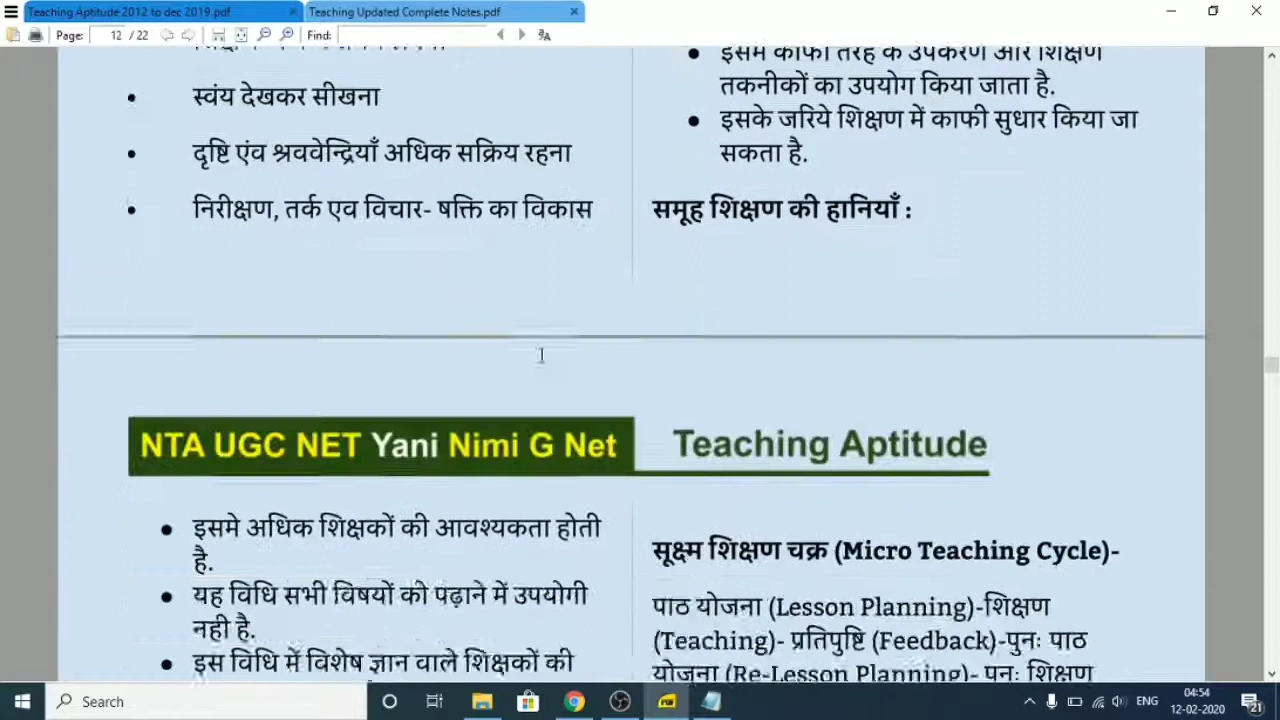 Teaching Aptitude 2012 to dec 2019.pdf
Teaching Updated Complete Notes.pdf
Page: 12 / 22 Find:
• स्वंय देखकर सीखना
• दृष्टि एंव श्रववेन्द्रियाँ अधिक सक्रिय रहना
• निरीक्षण, तर्क एव विचार- षक्ति का विकास
• इसमे काफी तरह के उपकरण और शिक्षण
तकनीकों का उपयोग किया जाता है.
• इसके जरिये शिक्षण में काफी सुधार किया जा
सकता है.
समूह शिक्षण की हानियाँ :
NTA UGC NET Yani Nimi G Net
Teaching Aptitude
• इसमे अधिक शिक्षकों की आवश्यकता होती
है.
• यह विधि सभी विषयों को पढ़ाने में उपयोगी
नही है.
• इस विधि में विशेष ज्ञान वाले शिक्षकों की
सूक्ष्म शिक्षण चक्र (Micro Teaching Cycle)-
पाठ योजना (Lesson Planning)-शिक्षण
(Teaching)- प्रतिपुष्टि (Feedback)-पुनः पाठ
योजना (Re-Lesson Planning)- पुनः शिक्षण
Search
ENG
04:54
12-02-2020
21